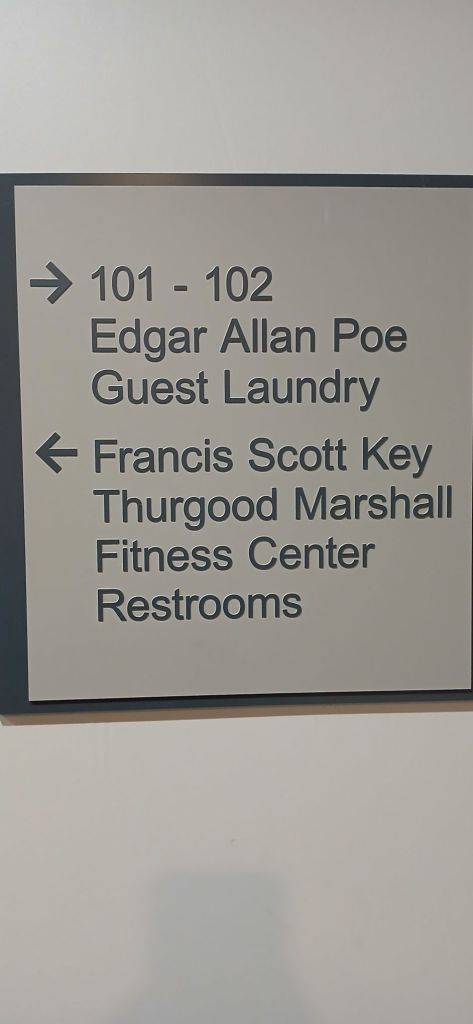 → 101 - 102
Edgar Allan Poe
Guest Laundry
← Francis Scott Key
Thurgood Marshall
Fitness Center
Restrooms